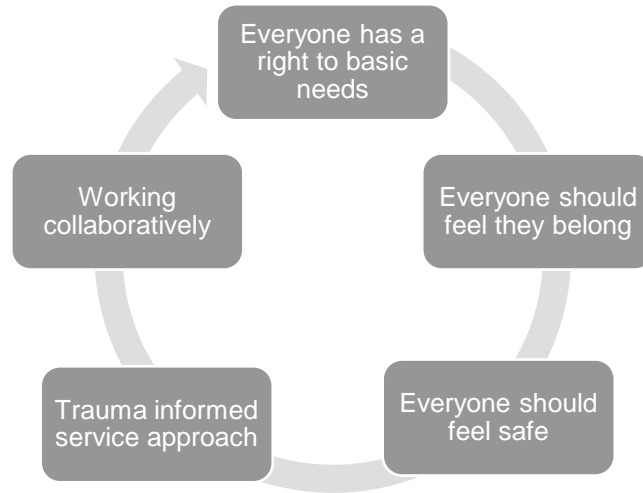 Everyone has a
right to basic
needs
Everyone should
feel they belong
Everyone should
feel safe
Trauma informed
service approach
Working
collaboratively